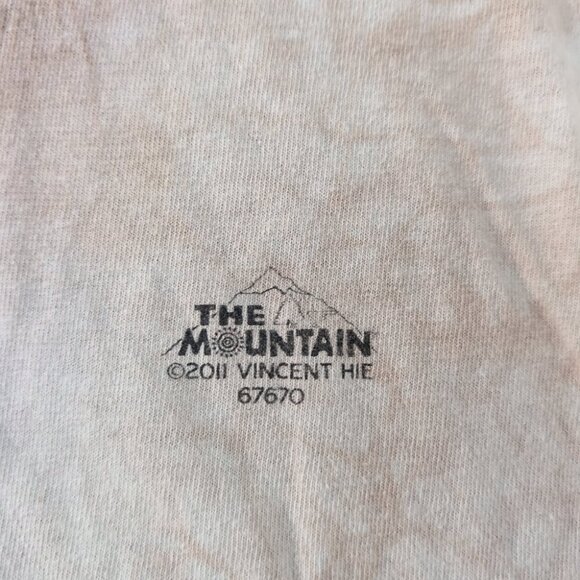 THE
MOUNTAIN
©2011 VINCENT HIE
67670